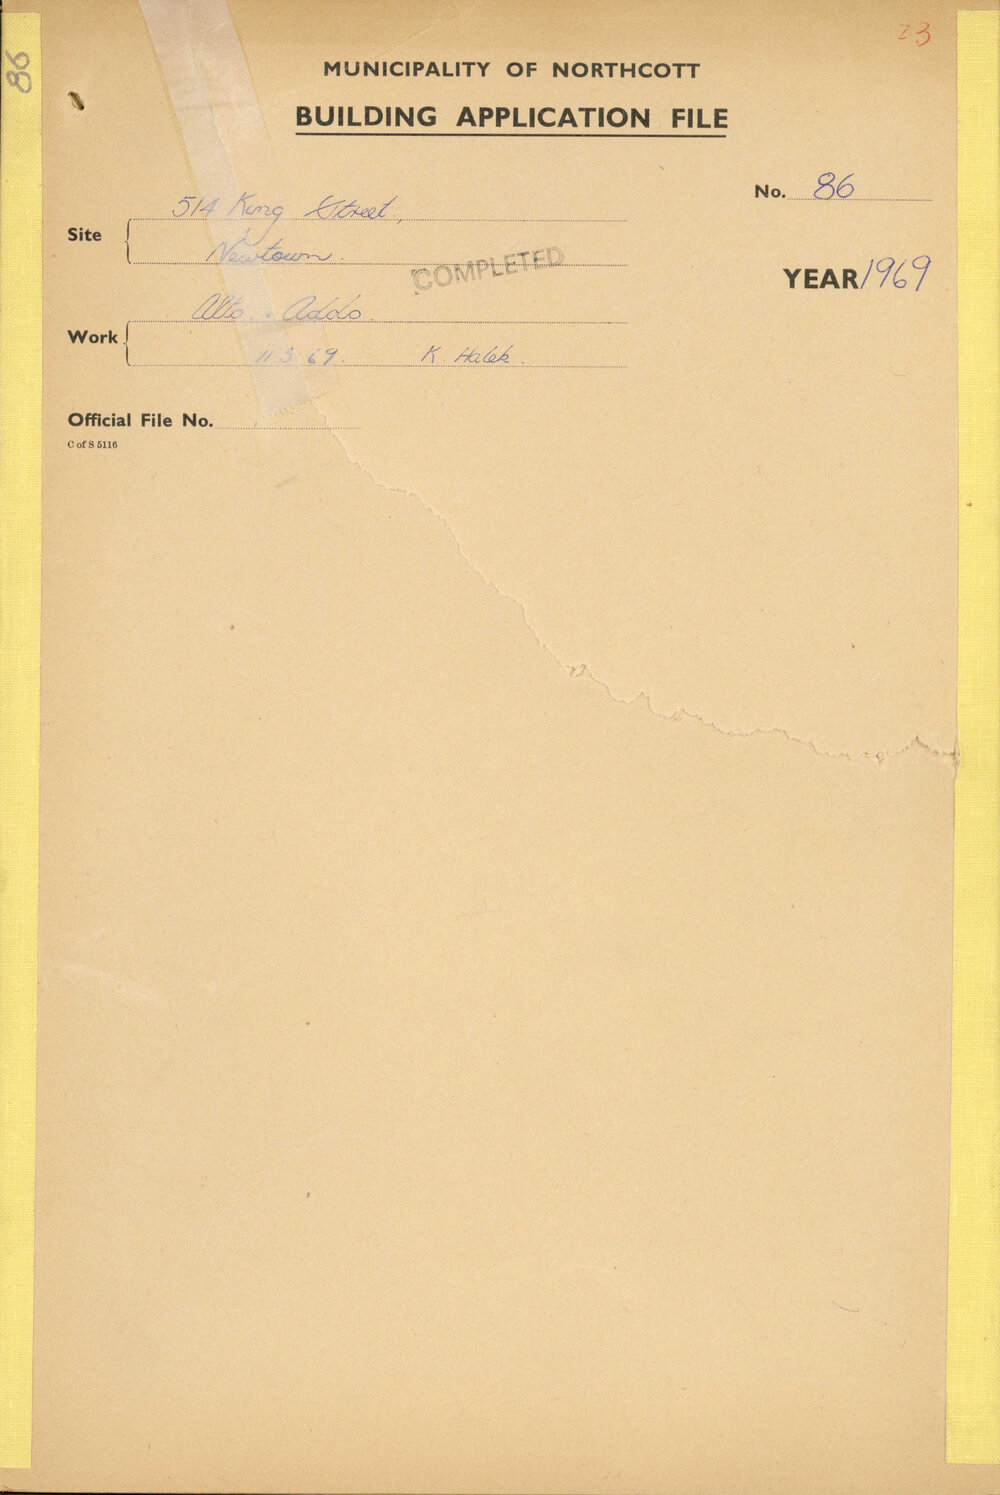 23
86
MUNICIPALITY OF NORTHCOTT
BUILDING APPLICATION FILE
No. 86
Site
514 King Street,
Newtown.
COMPLETED
YEAR 1969
Work
Alts. & Addo.
11 3 69. K. Halek.
Official File No.
C of S 5116